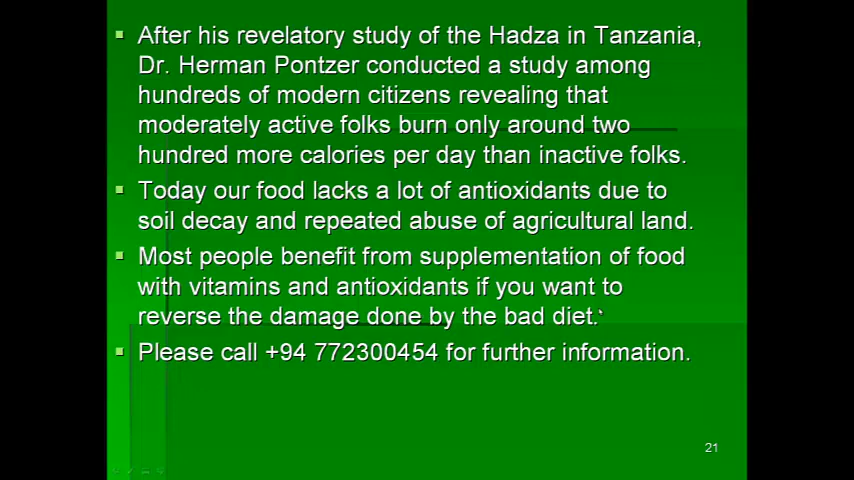 After his revelatory study of the Hadza in Tanzania,
Dr. Herman Pontzer conducted a study among
hundreds of modern citizens revealing that
moderately active folks burn only around two
hundred more calories per day than inactive folks.
Today our food lacks a lot of antioxidants due to
soil decay and repeated abuse of agricultural land.
Most people benefit from supplementation of food
with vitamins and antioxidants if you want to
reverse the damage done by the bad diet.
Please call +94 772300454 for further information.
21